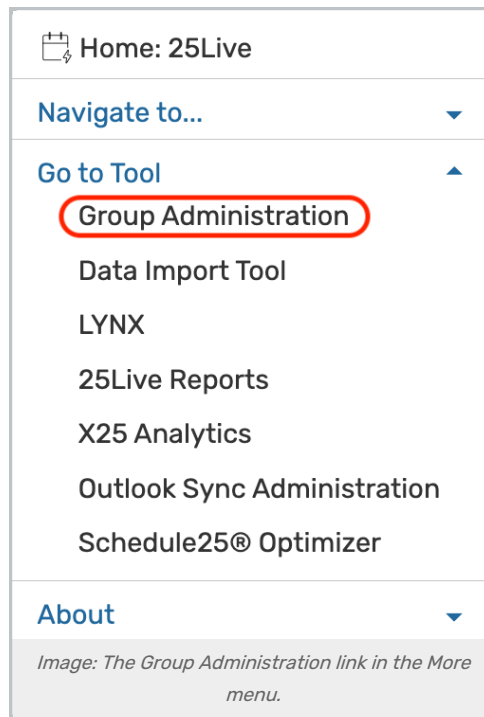 Home: 25Live
Navigate to...
Go to Tool
Group Administration
Data Import Tool
LYNX
25Live Reports
X25 Analytics
Outlook Sync Administration
Schedule25® Optimizer
About
Image: The Group Administration link in the More
menu.